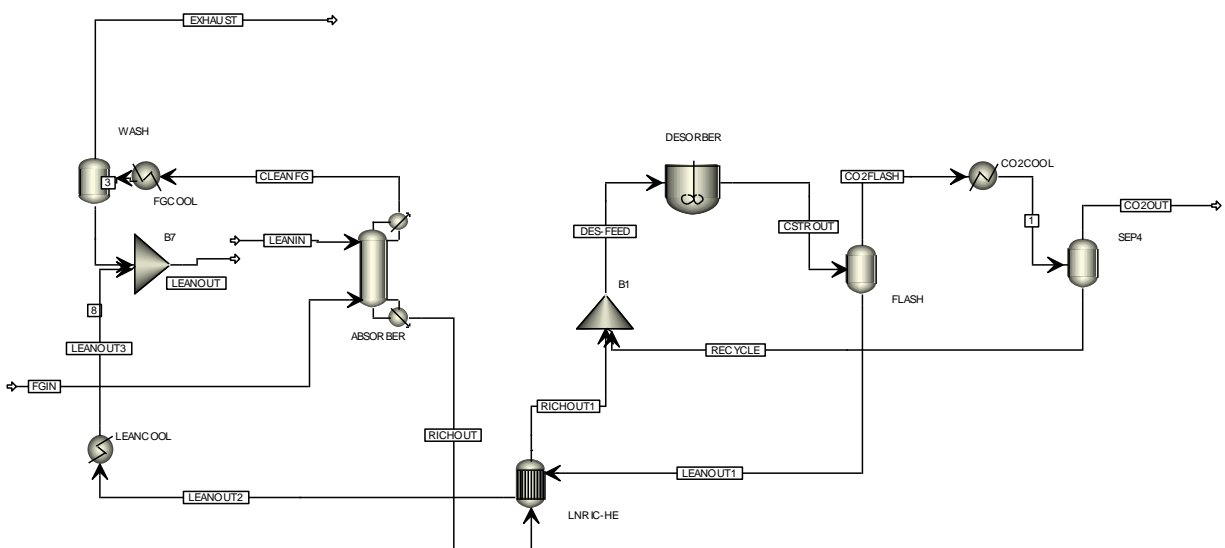 EXHAUST
WASH
DESORBER
3
CLEANFG
CO2FLASH
CO2COOL
FGCOOL
CO2OUT
1
B7
LEANIN
DES-FEED
CSTROUT
SEP4
LEANOUT
B1
FLASH
8
ABSORBER
LEANOUT3
RECYCLE
FGIN
RICHOUT1
LEANCOOL
RICHOUT
LEANOUT1
LEANOUT2
LNRIC-HE